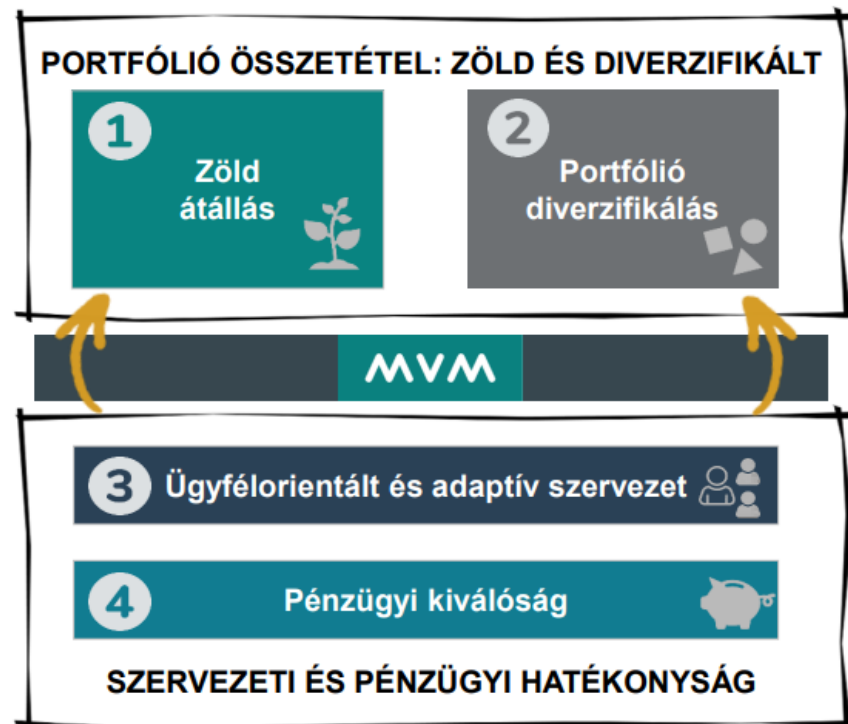 PORTFÓLIÓ ÖSSZETÉTEL: ZÖLD ÉS DIVERZIFIKÁLT
1
Zöld
átállás
2
Portfólió
diverzifikálás
MVM
3 Ügyfélorientált és adaptív szervezet
4 Pénzügyi kiválóság
SZERVEZETI ÉS PÉNZÜGYI HATÉKONYSÁG